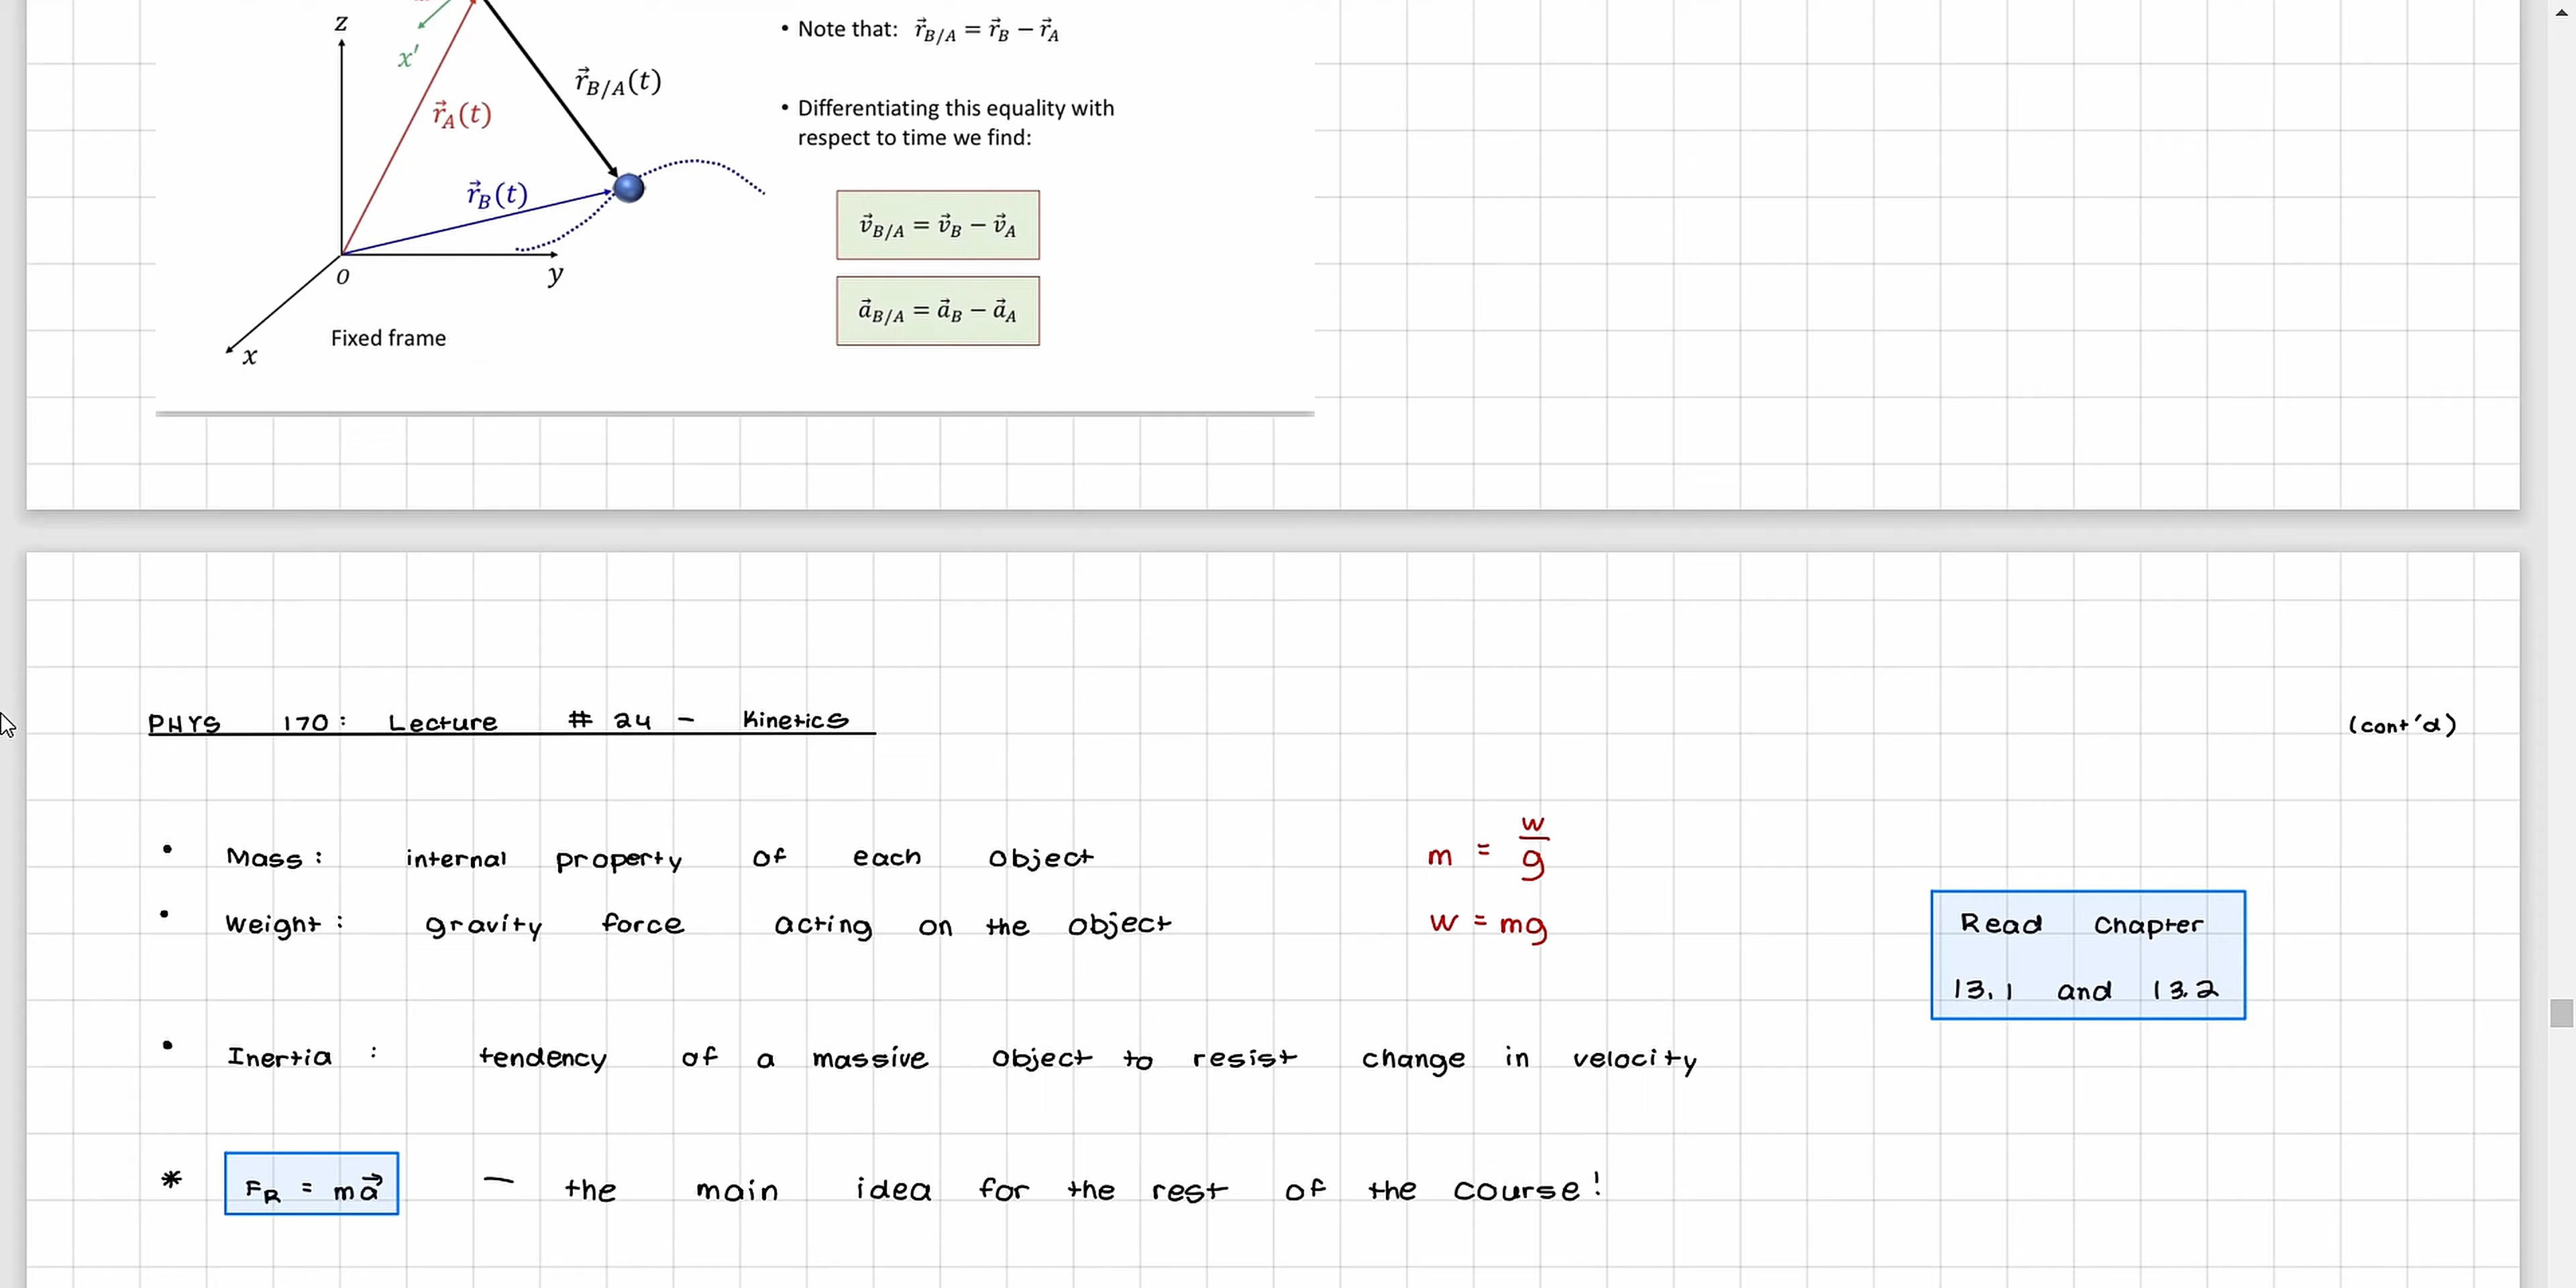 z
x′
r⃗A(t)
r⃗B/A(t)
r⃗B(t)
O
y
x
Fixed frame
• Note that: r⃗B/A = r⃗B − r⃗A
• Differentiating this equality with
respect to time we find:
v⃗B/A = v⃗B − v⃗A
a⃗B/A = a⃗B − a⃗A
PHYS 170: Lecture # 24 - Kinetics
(cont'd)
• Mass: internal property of each object
m = w/g
• Weight: gravity force acting on the object
w = mg
Read Chapter
13.1 and 13.2
• Inertia : tendency of a massive object to resist change in velocity
* FR = ma⃗ — the main idea for the rest of the course!